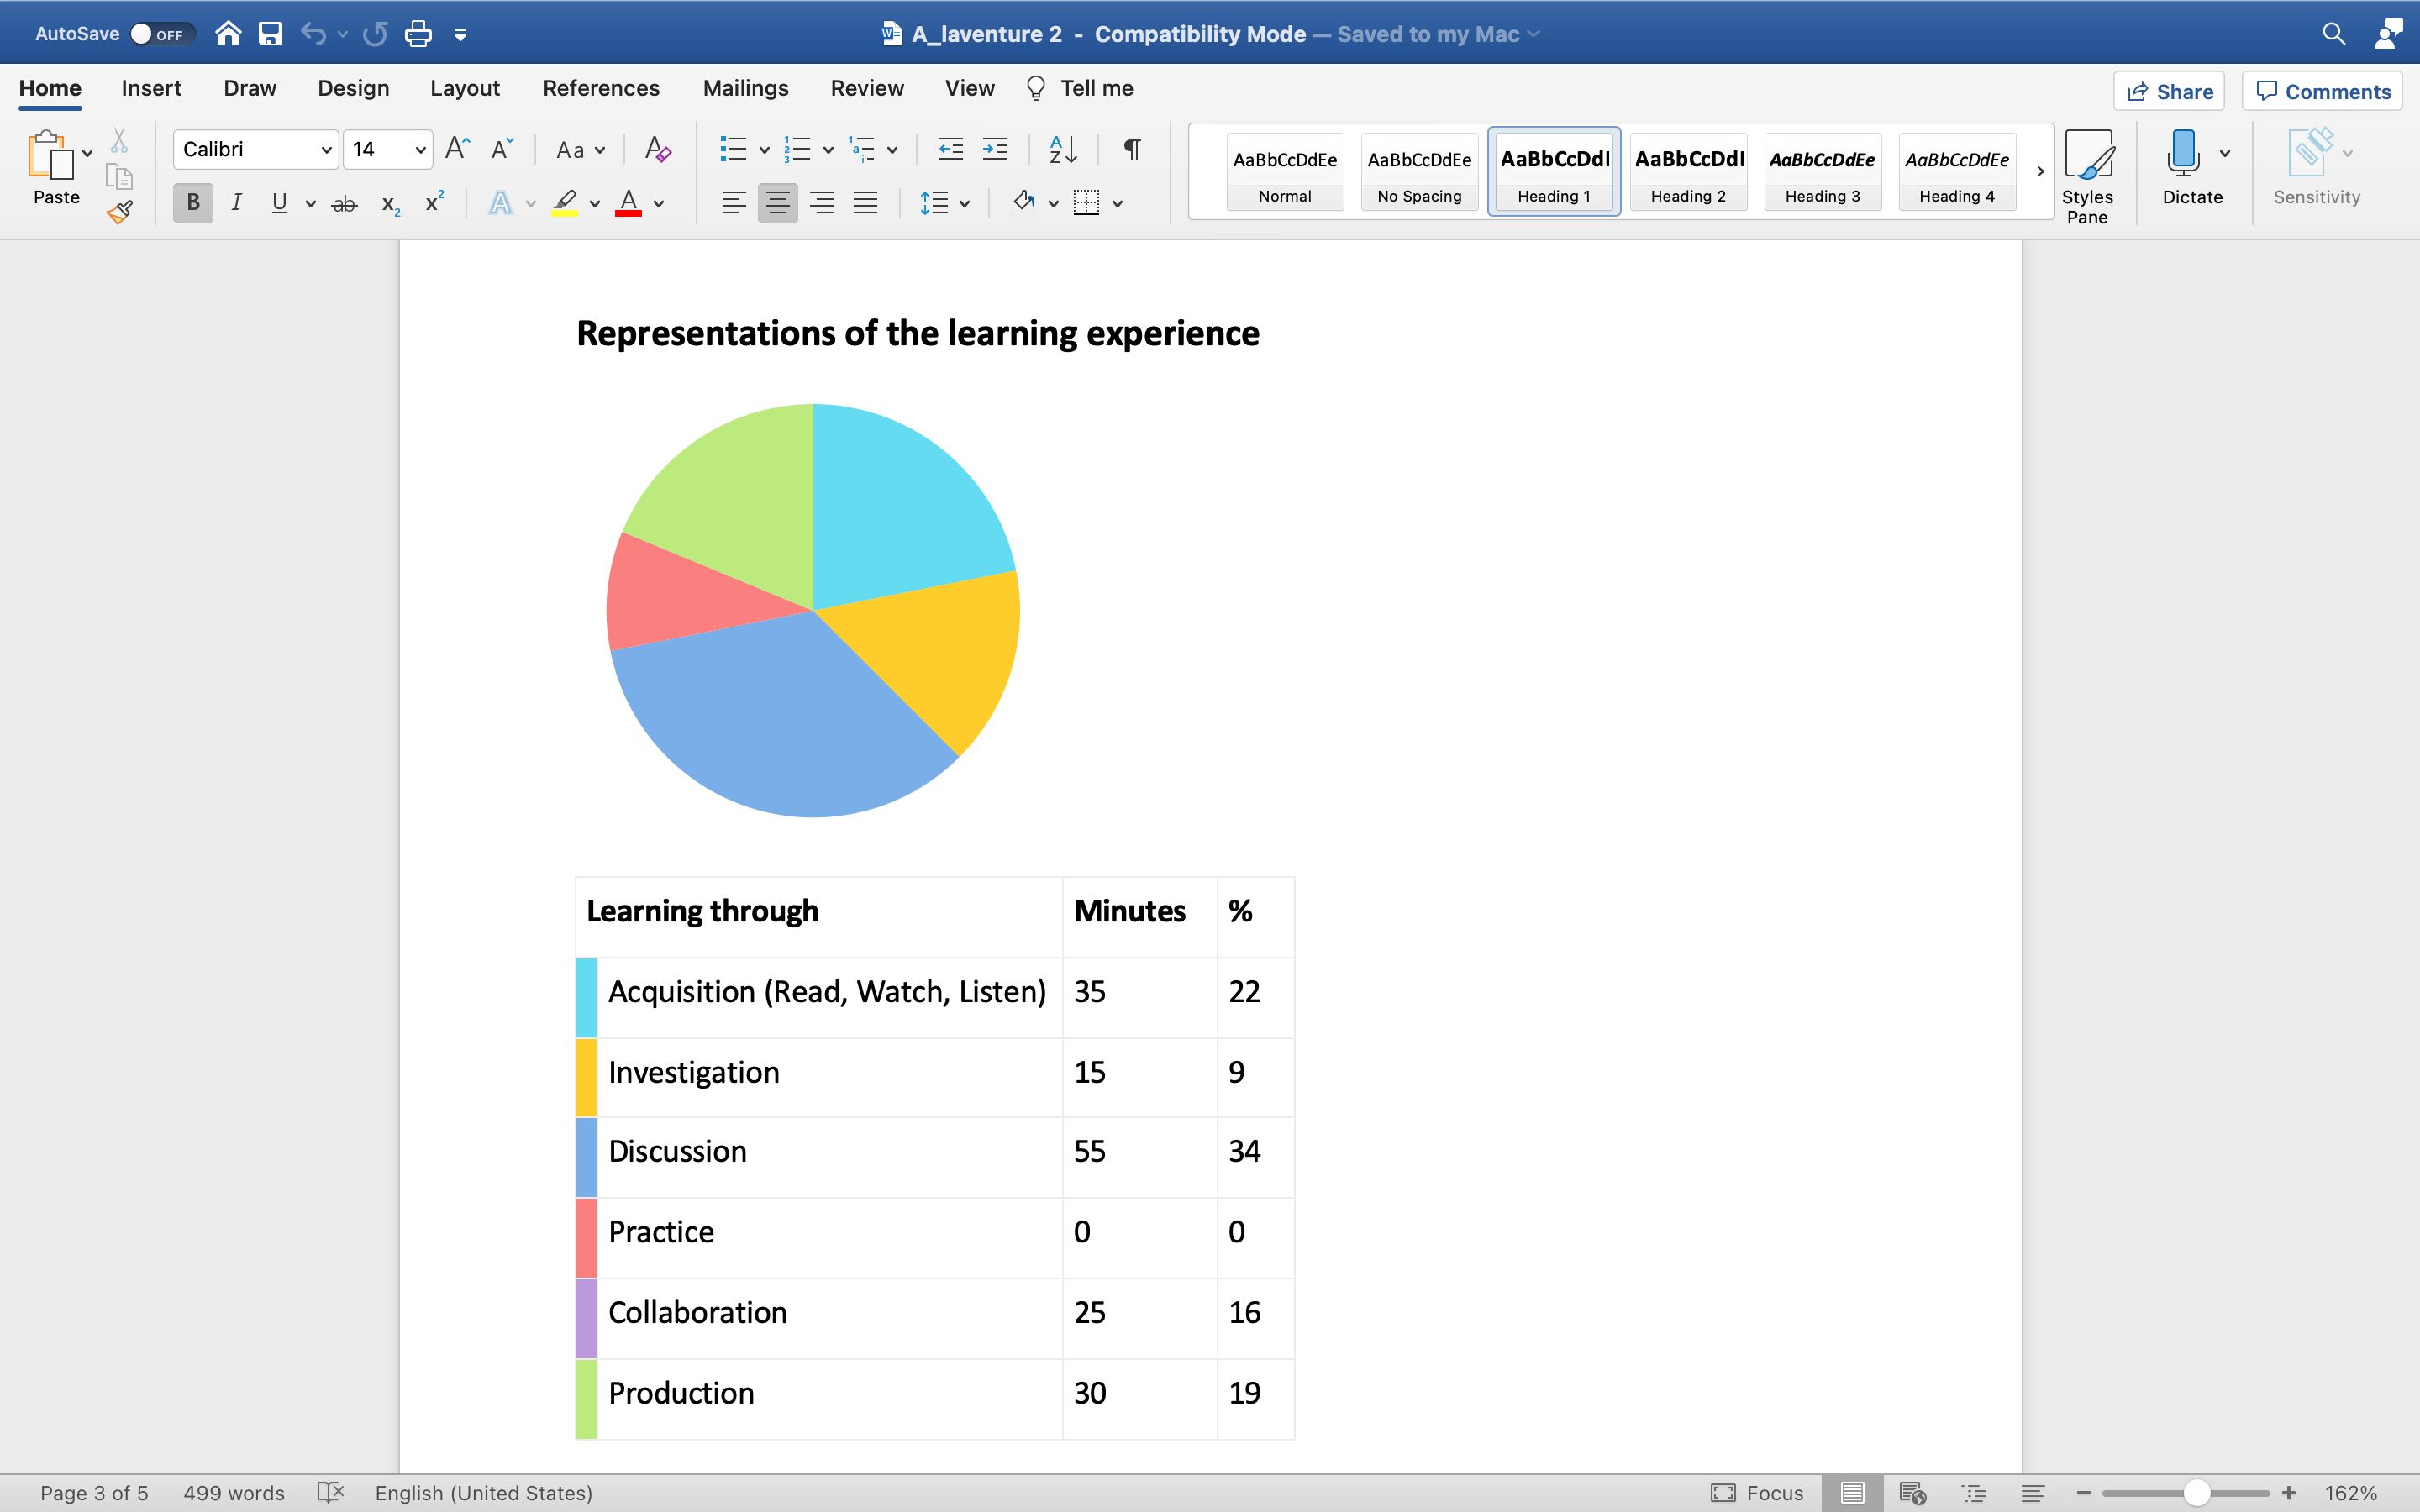 AutoSave OFF A_laventure 2 - Compatibility Mode — Saved to my Mac
Home Insert Draw Design Layout References Mailings Review View Tell me Share Comments
Paste Calibri 14 Aa AaBbCcDdEe Normal AaBbCcDdEe No Spacing AaBbCcDdI Heading 1 AaBbCcDdI Heading 2 AaBbCcDdEe Heading 3 AaBbCcDdEe Heading 4 Styles Pane Dictate Sensitivity
B I U ab x₂ x² A A
Representations of the learning experience
Learning through Minutes %
Acquisition (Read, Watch, Listen) 35 22
Investigation 15 9
Discussion 55 34
Practice 0 0
Collaboration 25 16
Production 30 19
Page 3 of 5 499 words English (United States) Focus 162%